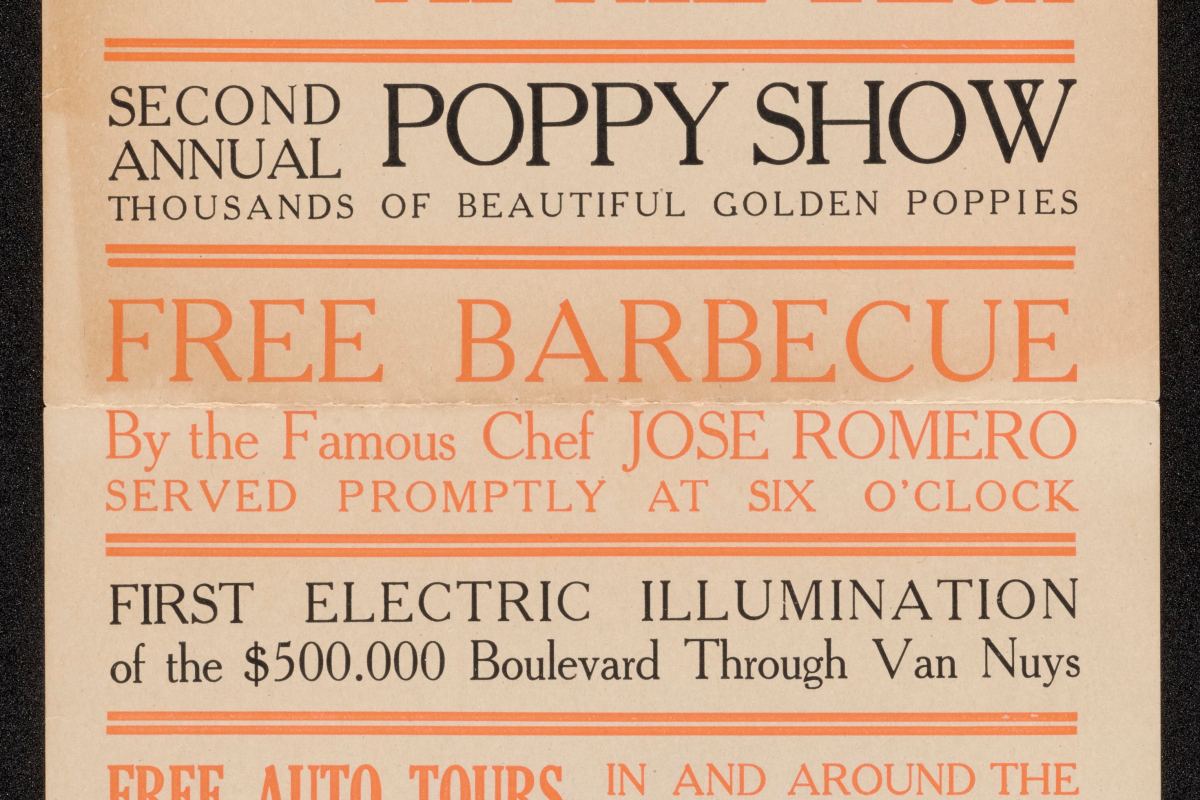 SECOND ANNUAL POPPY SHOW
THOUSANDS OF BEAUTIFUL GOLDEN POPPIES
FREE BARBECUE
By the Famous Chef JOSE ROMERO
SERVED PROMPTLY AT SIX O'CLOCK
FIRST ELECTRIC ILLUMINATION
of the $500.000 Boulevard Through Van Nuys
FREE AUTO TOURS IN AND AROUND THE